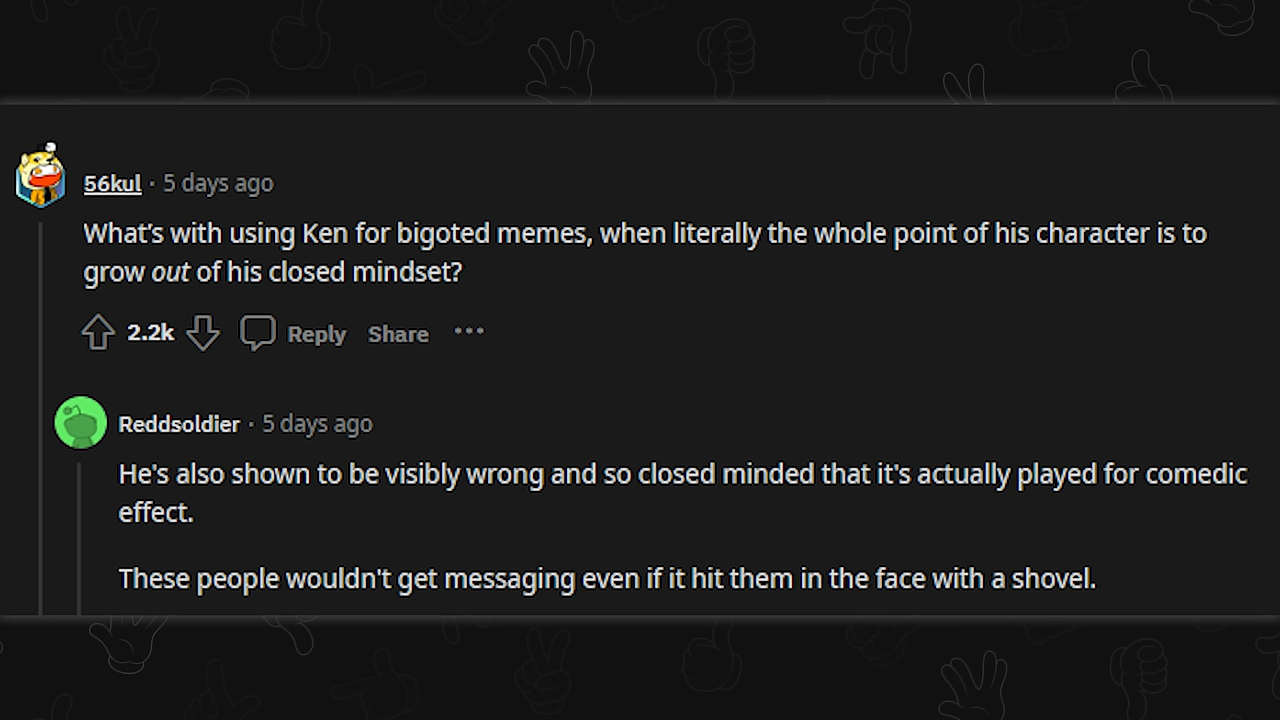 56kul · 5 days ago
What's with using Ken for bigoted memes, when literally the whole point of his character is to
grow out of his closed mindset?
2.2k Reply Share ···
Reddsoldier · 5 days ago
He's also shown to be visibly wrong and so closed minded that it's actually played for comedic
effect.
These people wouldn't get messaging even if it hit them in the face with a shovel.